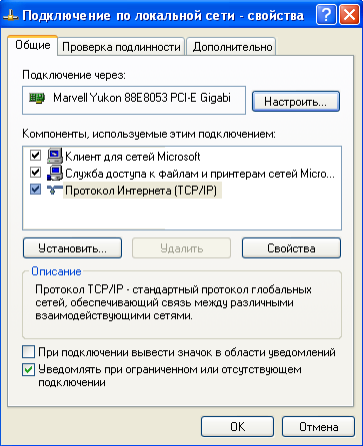 Подключение по локальной сети - свойства
Общие Проверка подлинности Дополнительно
Подключение через:
Marvell Yukon 88E8053 PCI-E Gigabi Настроить...
Компоненты, используемые этим подключением:
Клиент для сетей Microsoft
Служба доступа к файлам и принтерам сетей Micro...
Протокол Интернета (TCP/IP)
Установить... Удалить Свойства
Описание
Протокол TCP/IP - стандартный протокол глобальных
сетей, обеспечивающий связь между различными
взаимодействующими сетями.
При подключении вывести значок в области уведомлений
Уведомлять при ограниченном или отсутствующем
подключении
OK Отмена